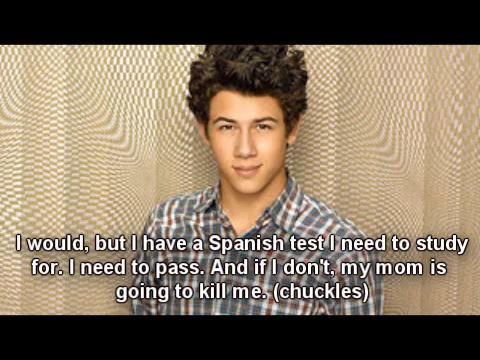 I would, but I have a Spanish test I need to study
for. I need to pass. And if I don't, my mom is
going to kill me. (chuckles)